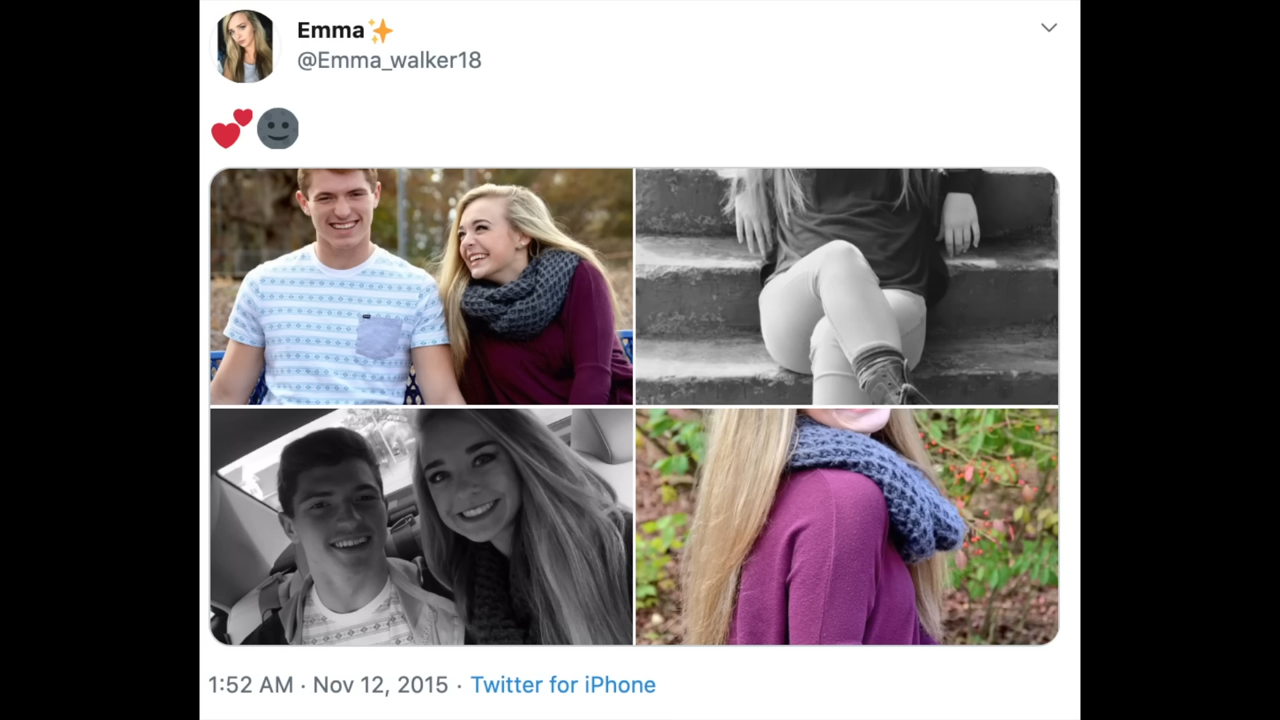 Emma✨
@Emma_walker18
💕🌚
1:52 AM · Nov 12, 2015 · Twitter for iPhone